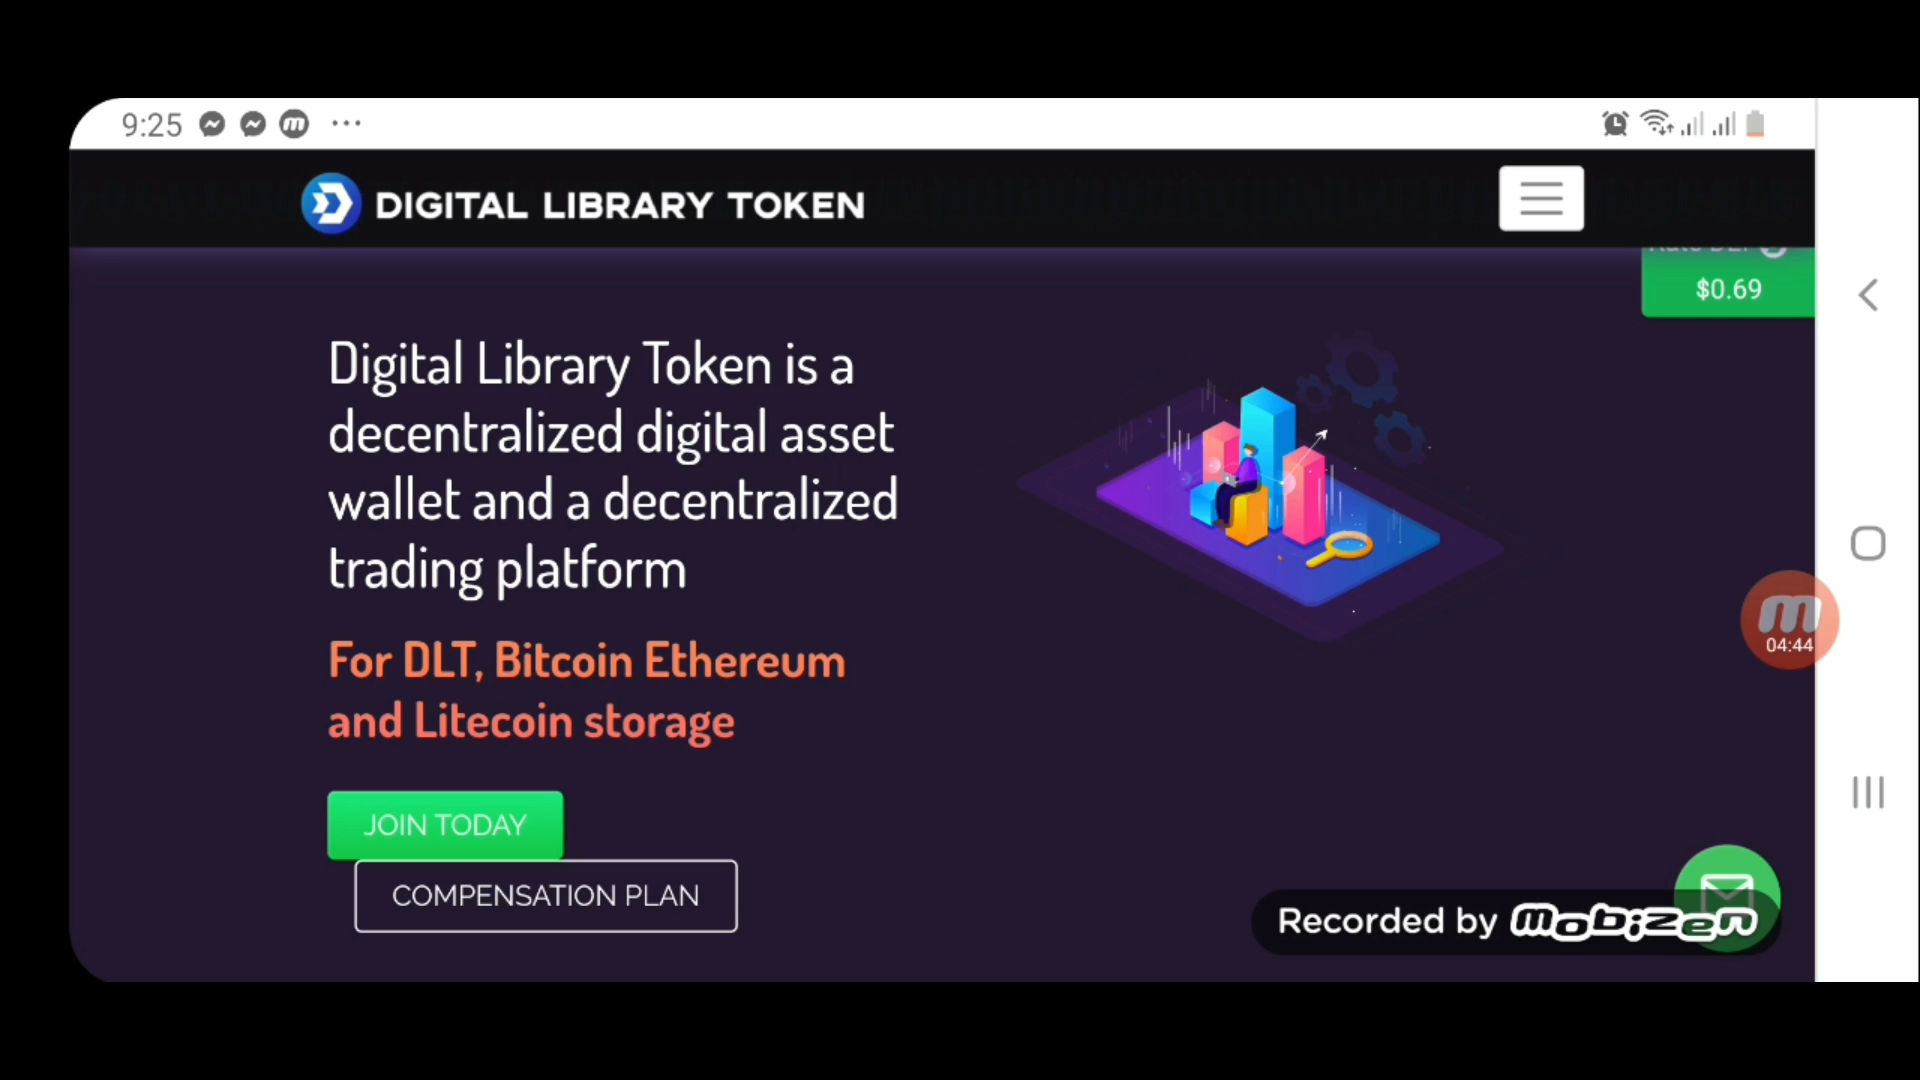 9:25
DIGITAL LIBRARY TOKEN
$0.69
Digital Library Token is a
decentralized digital asset
wallet and a decentralized
trading platform
For DLT, Bitcoin Ethereum
and Litecoin storage
04:44
JOIN TODAY
COMPENSATION PLAN
Recorded by mobizen